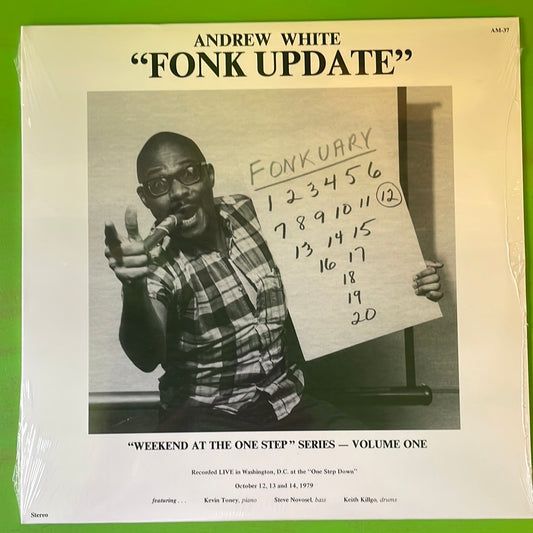 AM-37
ANDREW WHITE
"FONK UPDATE"
FONKUARY
1 2 3 4 5 6
7 8 9 10 11 12
13 14 15
16 17
18
19
20
"WEEKEND AT THE ONE STEP" SERIES — VOLUME ONE
Recorded LIVE in Washington, D.C. at the "One Step Down"
October 12, 13 and 14, 1979
featuring . . . Kevin Toney, piano Steve Novosel, bass Keith Killgo, drums
Stereo